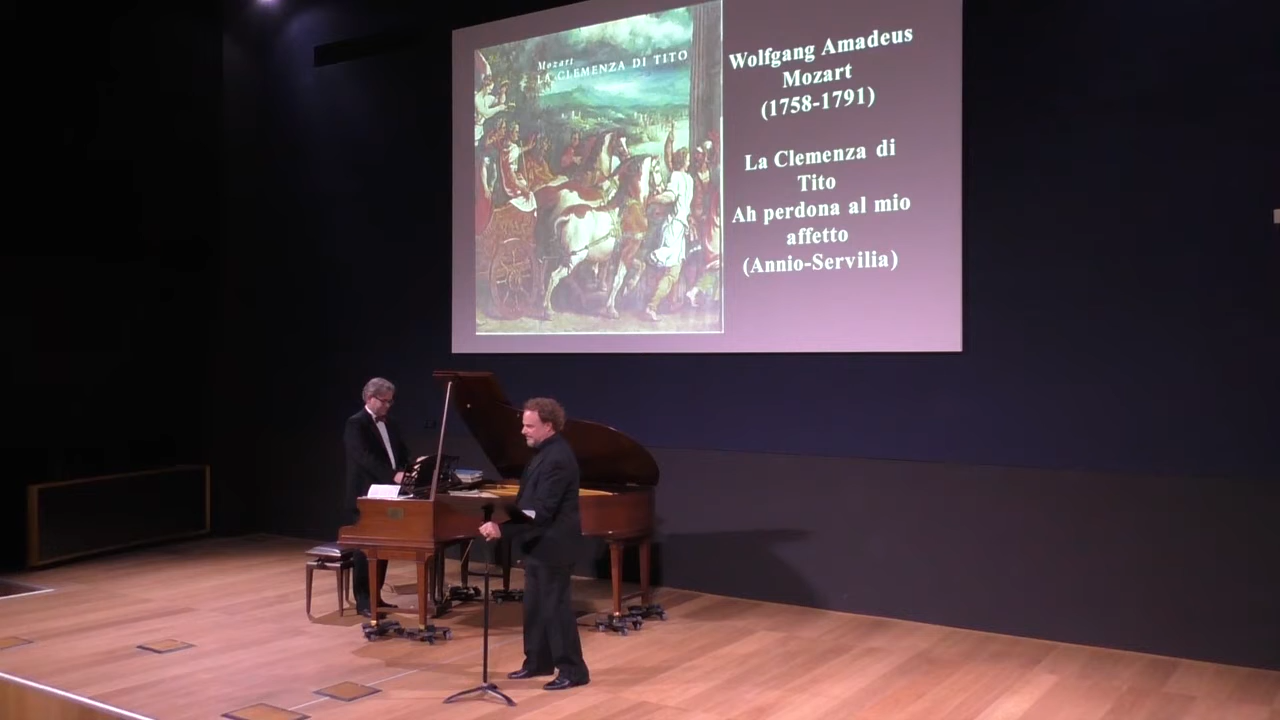 Mozart
LA CLEMENZA DI TITO
Wolfgang Amadeus
Mozart
(1758-1791)
La Clemenza di
Tito
Ah perdona al mio
affetto
(Annio-Servilia)